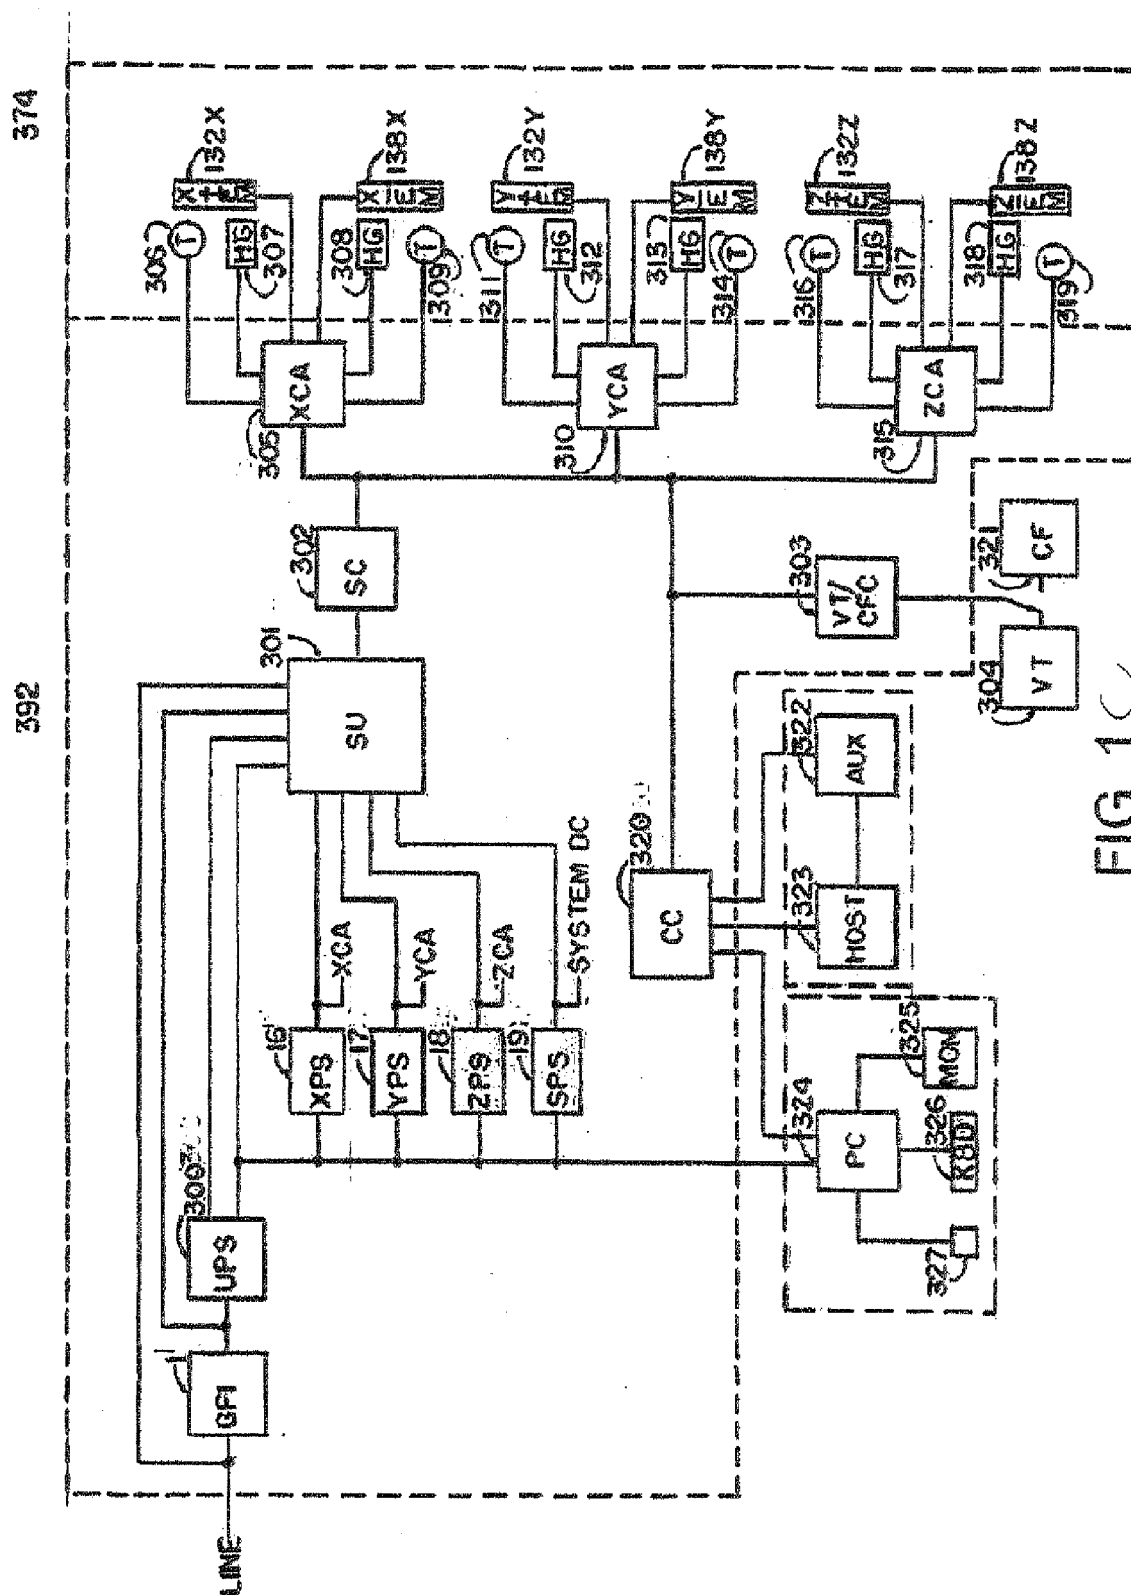 374
392
306
T
X
+
E
M
132X
HG
307
308
HG
X
/
E
M
138X
309
T
311
T
Y
+
E
M
132Y
HG
312
313
HG
Y
/
E
M
138Y
314
T
316
T
Z
+
E
M
132Z
HG
317
318
HG
Z
/
E
M
138Z
319
T
305
XCA
310
YCA
315
ZCA
302
SC
301
SU
303
VT/
CFC
321
CF
304
VT
320
CC
322
AUX
323
HOST
XCA
YCA
ZCA
SYSTEM DC
16
XPS
17
YPS
18
ZPS
19
SPS
324
PC
325
MON
326
KBD
327
300
UPS
1
GFI
LINE
FIG 1C